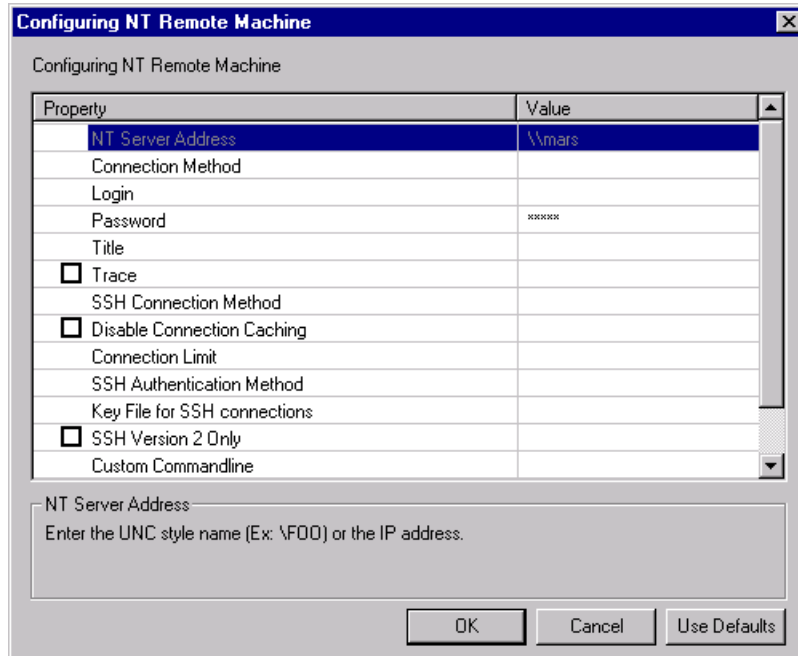 Configuring NT Remote Machine
Configuring NT Remote Machine
Property Value
NT Server Address \\mars
Connection Method
Login
Password *****
Title
Trace
SSH Connection Method
Disable Connection Caching
Connection Limit
SSH Authentication Method
Key File for SSH connections
SSH Version 2 Only
Custom Commandline
NT Server Address
Enter the UNC style name (Ex: \FOO) or the IP address.
OK Cancel Use Defaults